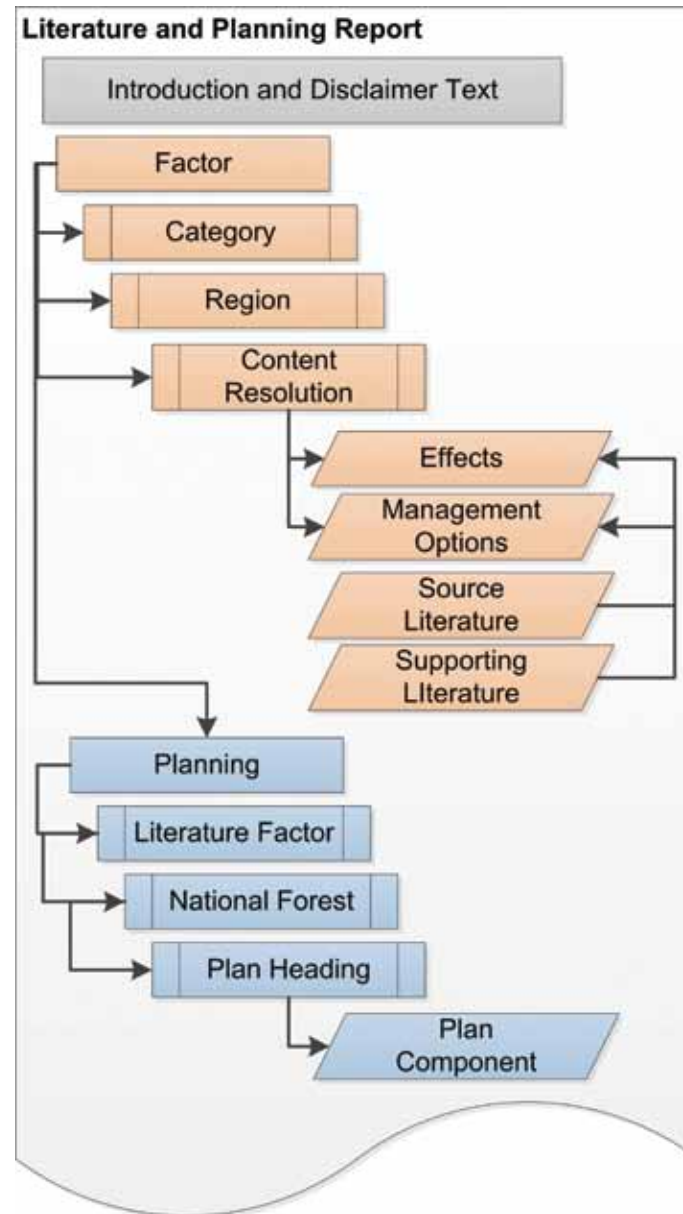 Literature and Planning Report
Introduction and Disclaimer Text
Factor
Category
Region
Content
Resolution
Effects
Management
Options
Source
Literature
Supporting
LIterature
Planning
Literature Factor
National Forest
Plan Heading
Plan
Component